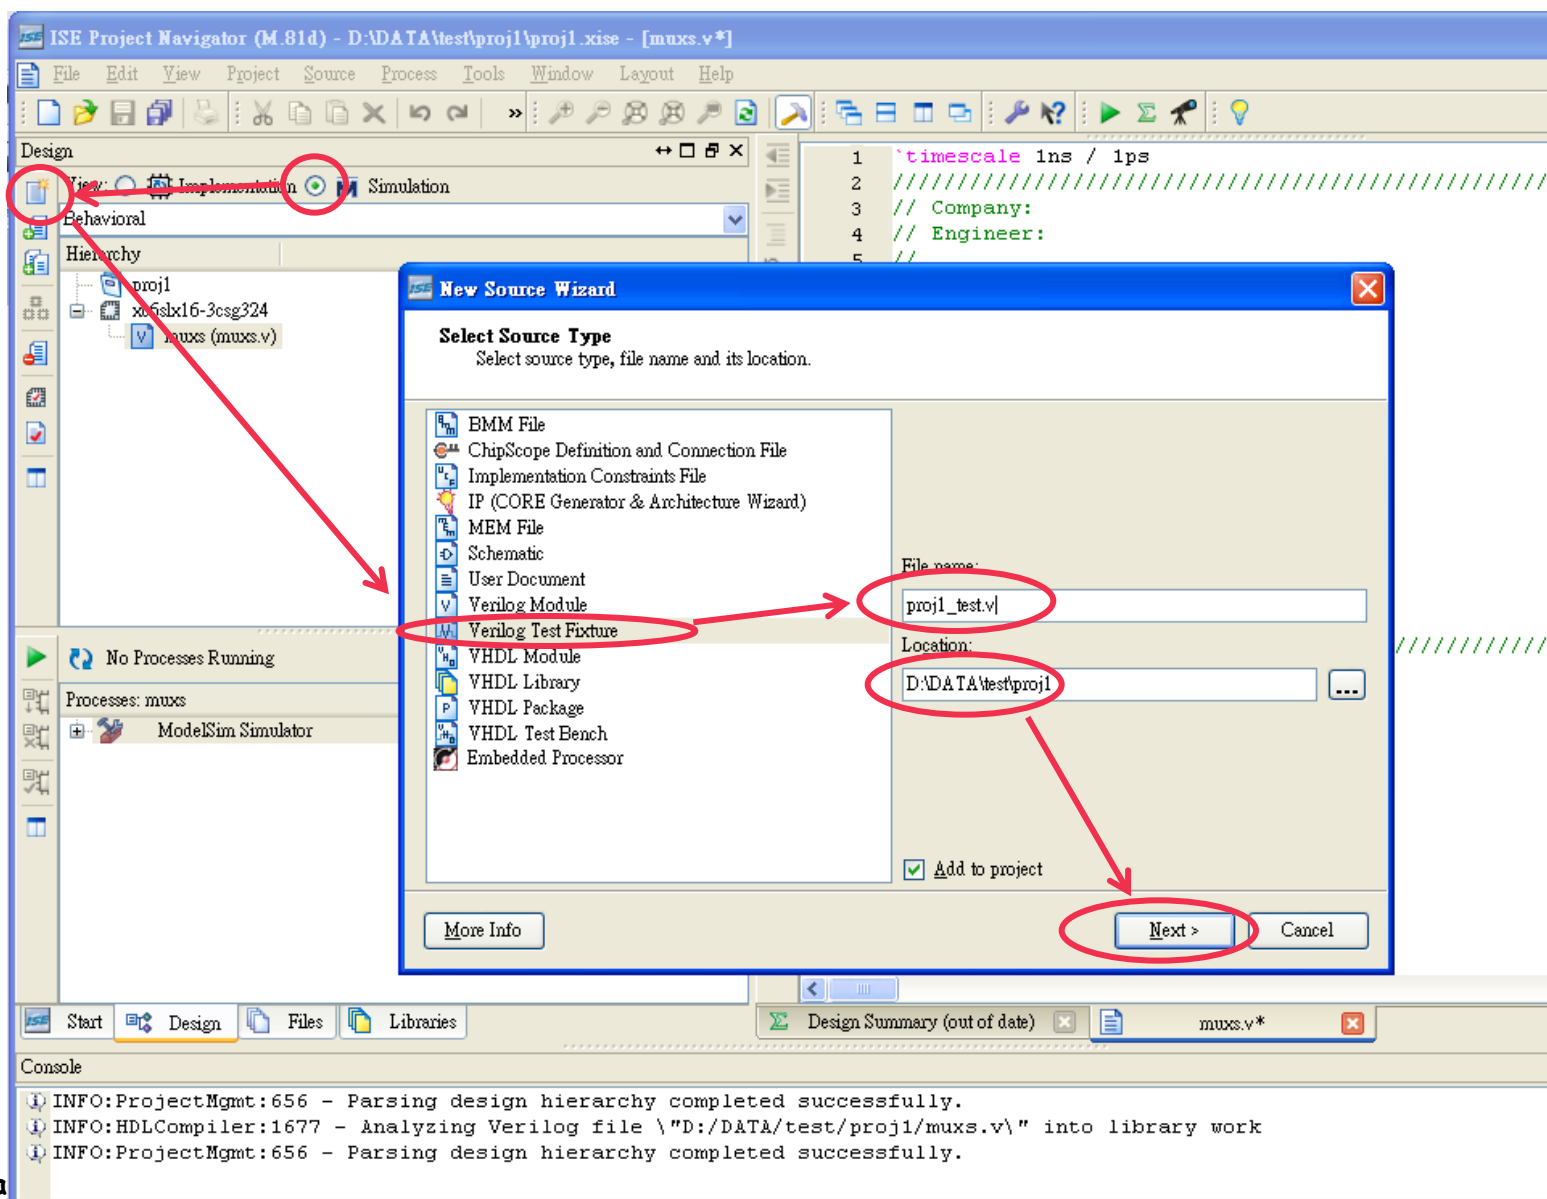 ISE Project Navigator (M.81d) - D:\DATA\test\proj1\proj1.xise - [muxs.v*]
File Edit View Project Source Process Tools Window Layout Help
Design
View: Implementation Simulation
Behavioral
Hierarchy
proj1
xc6slx16-3csg324
muxs (muxs.v)
1 `timescale 1ns / 1ps
2 //////////////////////////////////////////////////
3 // Company:
4 // Engineer:
5 //
New Source Wizard
Select Source Type
Select source type, file name and its location.
BMM File
ChipScope Definition and Connection File
Implementation Constraints File
IP (CORE Generator & Architecture Wizard)
MEM File
Schematic
User Document
Verilog Module
Verilog Test Fixture
VHDL Module
VHDL Library
VHDL Package
VHDL Test Bench
Embedded Processor
File name:
proj1_test.v
Location:
D:\DATA\test\proj1
...
Add to project
More Info
Next >
Cancel
////////////
No Processes Running
Processes: muxs
ModelSim Simulator
Start Design Files Libraries
Design Summary (out of date) muxs.v*
Console
INFO:ProjectMgmt:656 - Parsing design hierarchy completed successfully.
INFO:HDLCompiler:1677 - Analyzing Verilog file \"D:/DATA/test/proj1/muxs.v\" into library work
INFO:ProjectMgmt:656 - Parsing design hierarchy completed successfully.